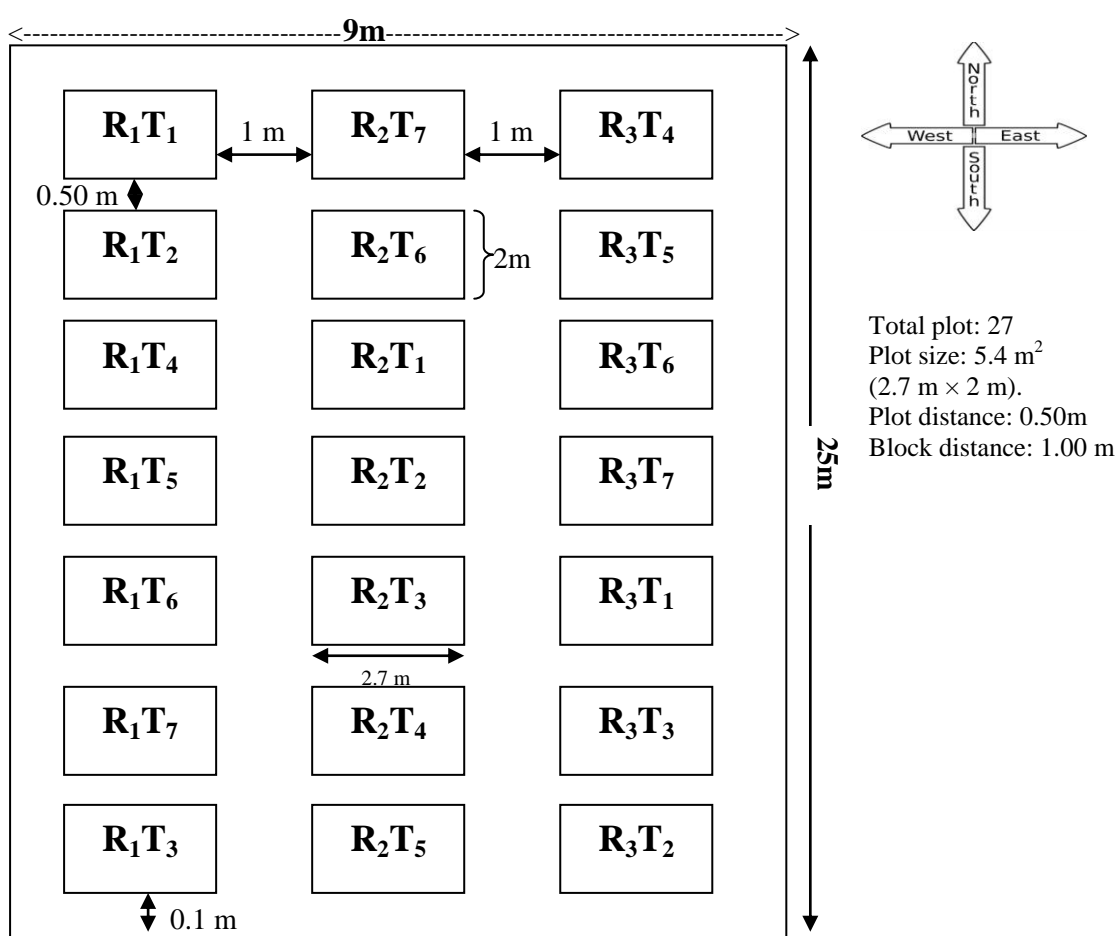 9m
North
West East
South
R₁T₁ 1 m R₂T₇ 1 m R₃T₄
0.50 m
R₁T₂ R₂T₆ 2m R₃T₅
R₁T₄ R₂T₁ R₃T₆
Total plot: 27
Plot size: 5.4 m²
(2.7 m × 2 m).
Plot distance: 0.50m
Block distance: 1.00 m
25m
R₁T₅ R₂T₂ R₃T₇
R₁T₆ R₂T₃ R₃T₁
2.7 m
R₁T₇ R₂T₄ R₃T₃
R₁T₃ R₂T₅ R₃T₂
0.1 m